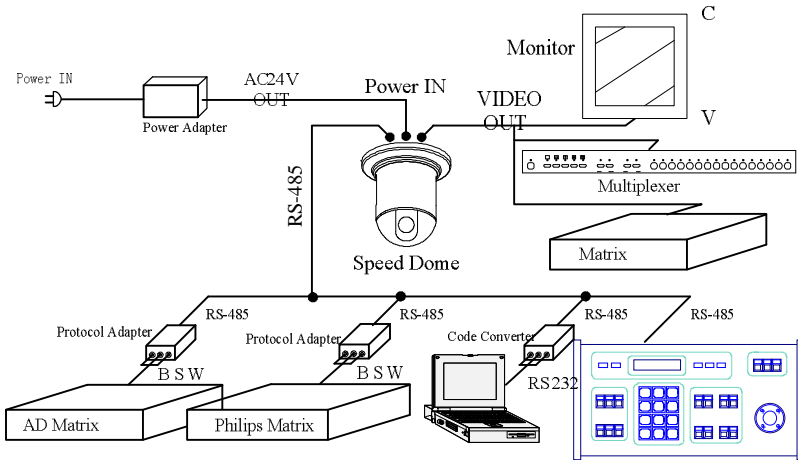 C
Monitor
Power IN
AC24V
OUT
Power IN
VIDEO
OUT
V
Power Adapter
RS-485
Multiplexer
Speed Dome
Matrix
RS-485
RS-485
RS-485
RS-485
Protocol Adapter
Protocol Adapter
Code Converter
B S W
B S W
RS232
AD Matrix
Philips Matrix